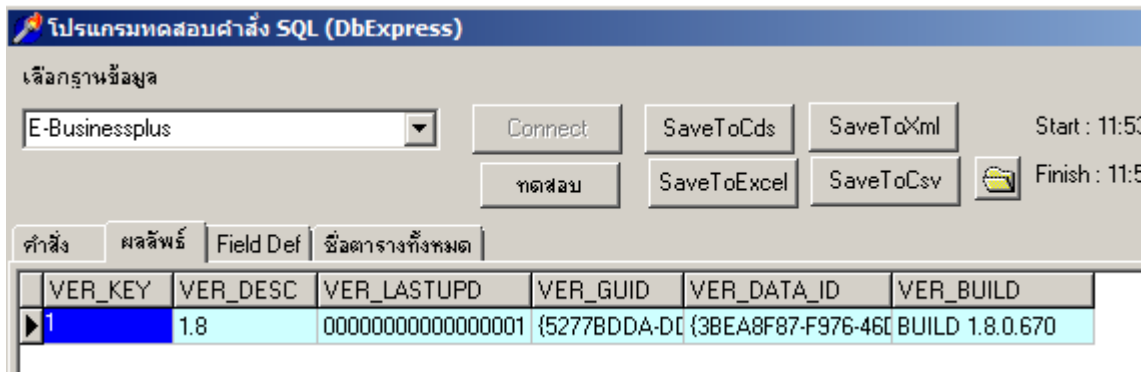 โปรแกรมทดสอบคำสั่ง SQL (DbExpress)
เลือกฐานข้อมูล
E-Businessplus Connect SaveToCds SaveToXml Start : 11:53
ทดสอบ SaveToExcel SaveToCsv Finish : 11:5
คำสั่ง ผลลัพธ์ Field Def ชื่อตารางทั้งหมด
VER_KEY VER_DESC VER_LASTUPD VER_GUID VER_DATA_ID VER_BUILD
1 1.8 00000000000000001 {5277BDDA-DD {3BEA8F87-F976-46D BUILD 1.8.0.670